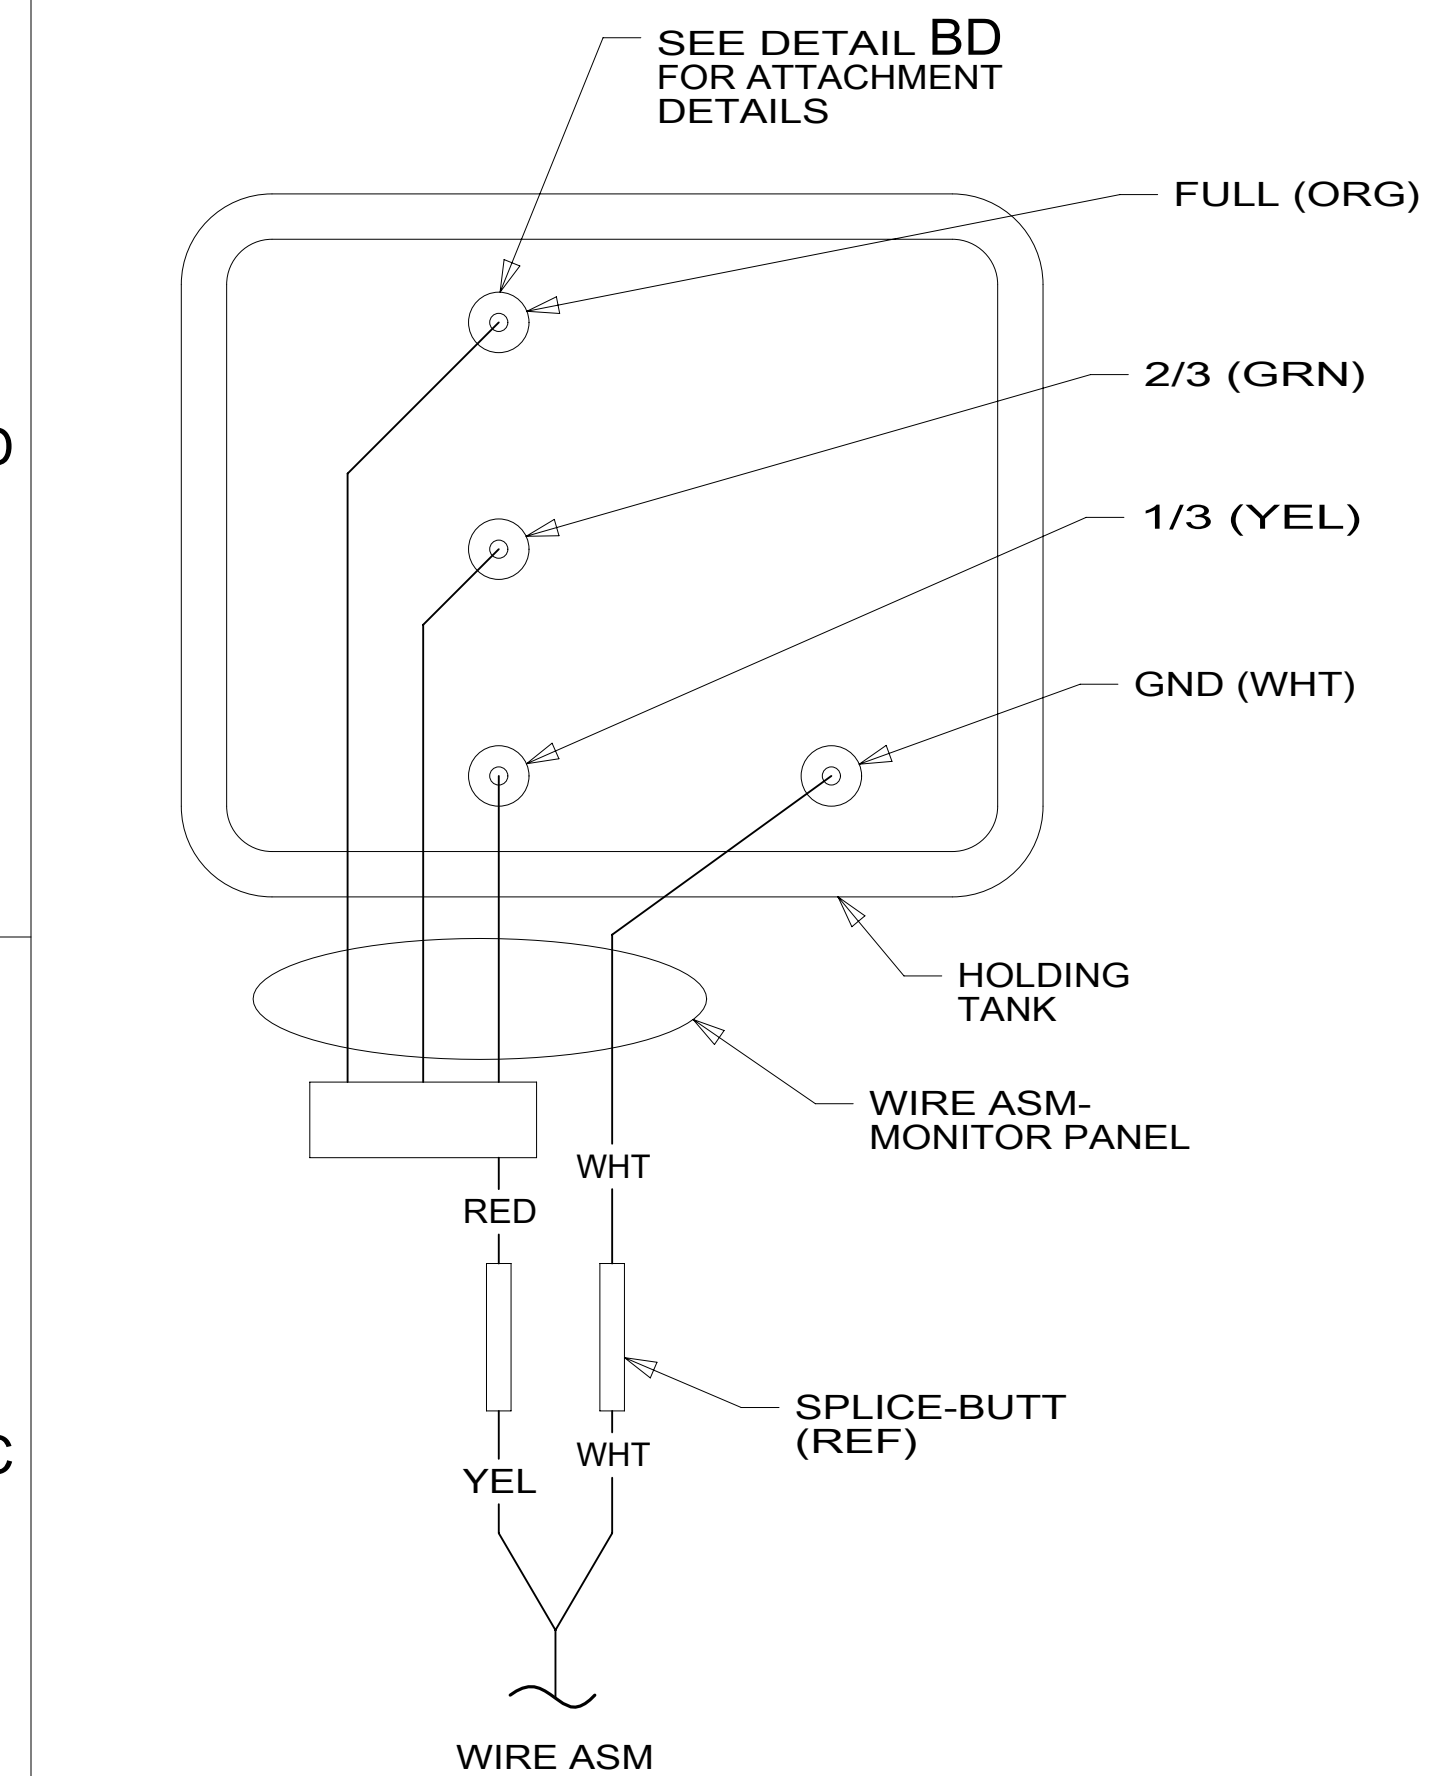 SEE DETAIL BD
FOR ATTACHMENT
DETAILS
FULL (ORG)
2/3 (GRN)
D
1/3 (YEL)
GND (WHT)
HOLDING
TANK
WIRE ASM-
MONITOR PANEL
WHT
RED
SPLICE-BUTT
(REF)
WHT
C
YEL
WIRE ASM